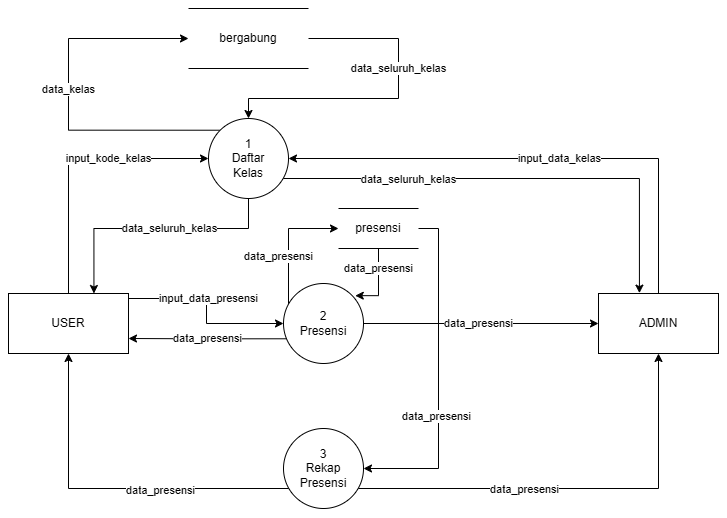 bergabung
data_seluruh_kelas
data_kelas
1
Daftar
Kelas
input_kode_kelas
input_data_kelas
data_seluruh_kelas
data_seluruh_kelas
presensi
data_presensi
data_presensi
input_data_presensi
USER
2
Presensi
data_presensi
ADMIN
data_presensi
data_presensi
3
Rekap
Presensi
data_presensi
data_presensi